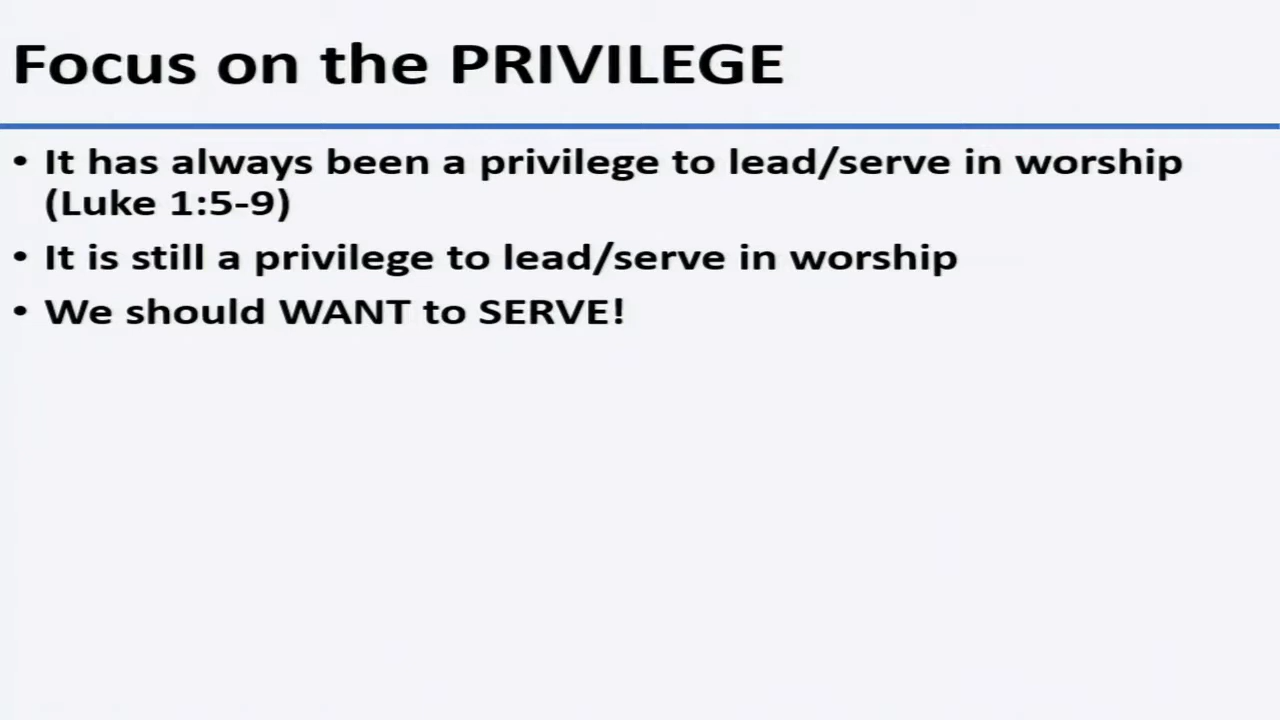 Focus on the PRIVILEGE
• It has always been a privilege to lead/serve in worship
(Luke 1:5-9)
• It is still a privilege to lead/serve in worship
• We should WANT to SERVE!